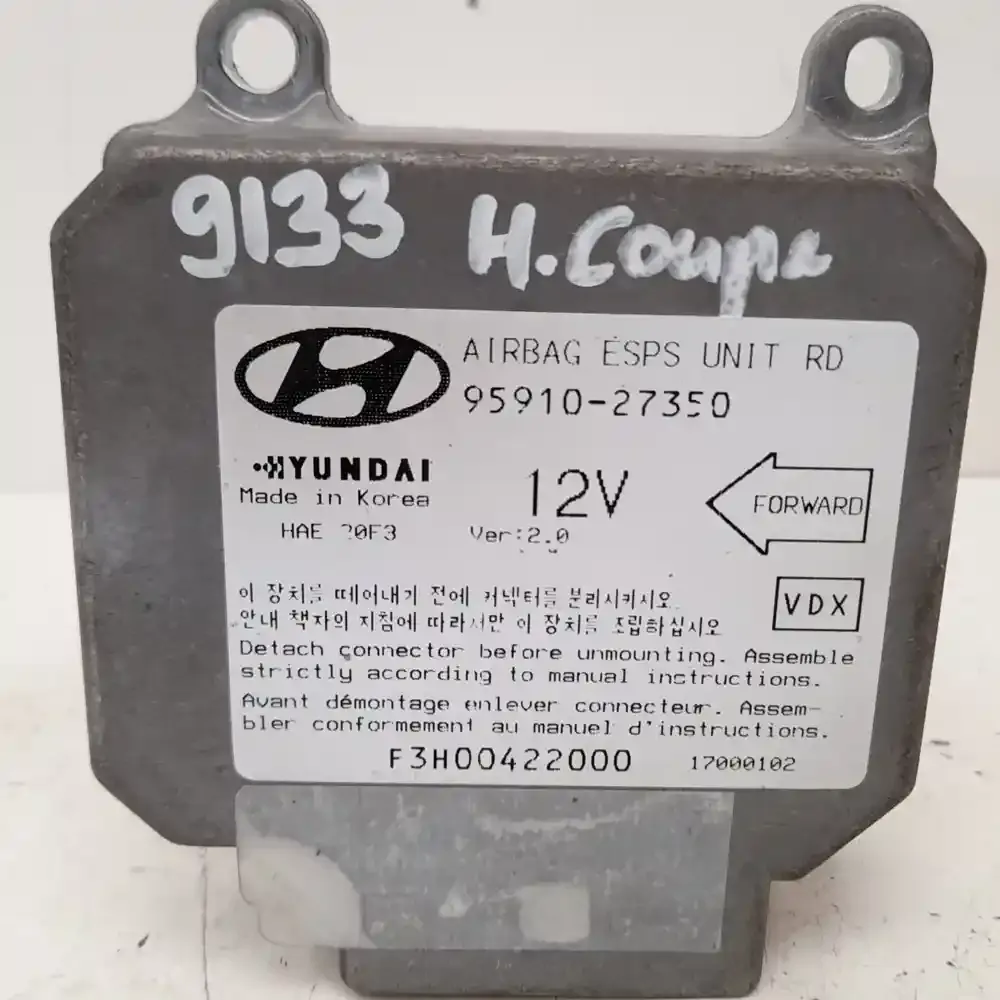 9133 H. Coupe
AIRBAG ESPS UNIT RD
95910-27350
HYUNDAI
Made in Korea
12V
FORWARD
HAE
Ver:2.0
VDX
이 장치를 떼어내기 전에 커넥터를 분리시키시오
안내 책자의 지침에 따라서만 이 장치를 조립하십시오
Detach connector before unmounting. Assemble
strictly according to manual instructions.
Avant démontage enlever connecteur. Assem-
bler conformement au manuel d'instructions.
F3H00422000 17000102